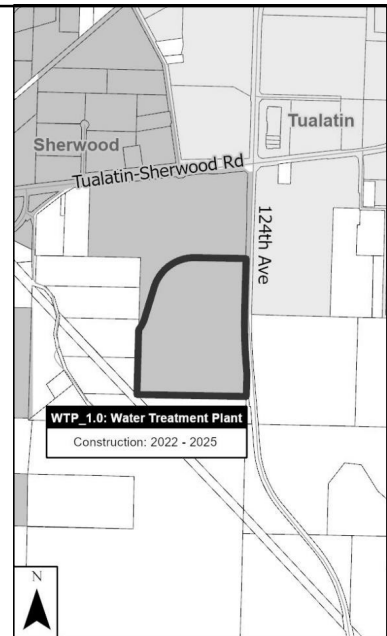 Sherwood
Tualatin
Tualatin-Sherwood Rd
124th Ave
WTP_1.0: Water Treatment Plant
Construction: 2022 - 2025
N